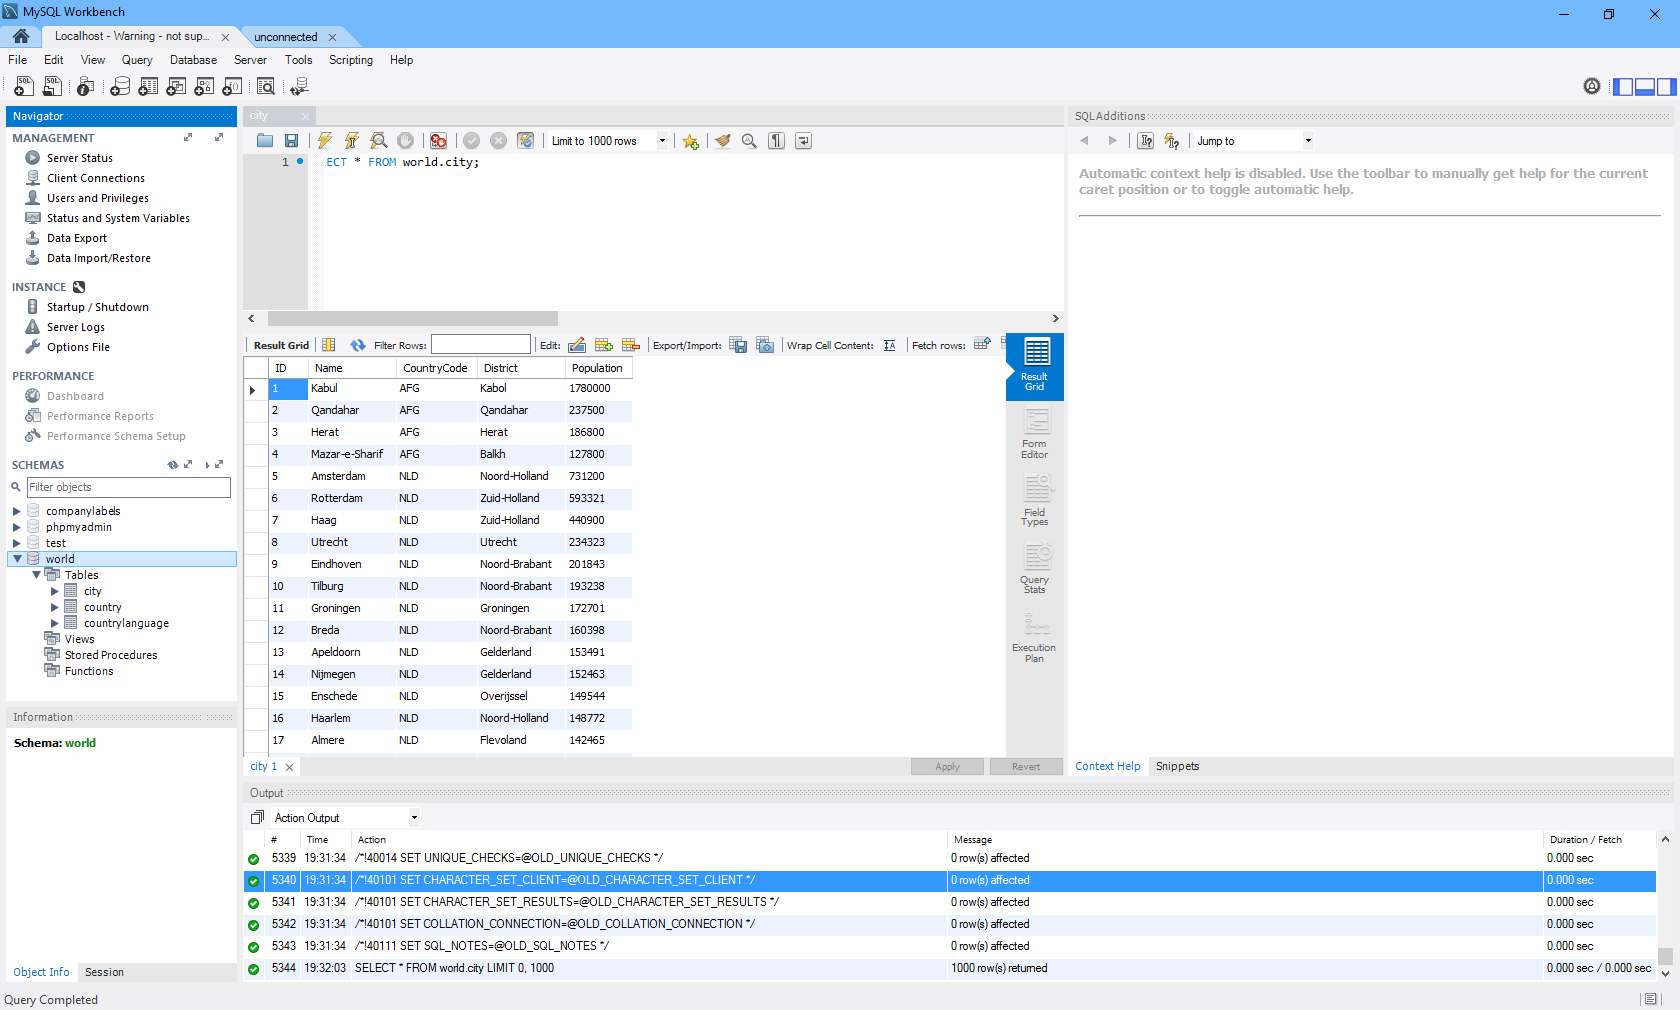 MySQL Workbench
Localhost - Warning - not sup...
unconnected
File Edit View Query Database Server Tools Scripting Help
Navigator
MANAGEMENT
Server Status
Client Connections
Users and Privileges
Status and System Variables
Data Export
Data Import/Restore
INSTANCE
Startup / Shutdown
Server Logs
Options File
PERFORMANCE
Dashboard
Performance Reports
Performance Schema Setup
SCHEMAS
Filter objects
companylabels
phpmyadmin
test
world
Tables
city
country
countrylanguage
Views
Stored Procedures
Functions
Information
Schema: world
Object Info Session
city
Limit to 1000 rows
1 ECT * FROM world.city;
Result Grid Filter Rows: Edit: Export/Import: Wrap Cell Content: Fetch rows:
ID Name CountryCode District Population
1 Kabul AFG Kabol 1780000
2 Qandahar AFG Qandahar 237500
3 Herat AFG Herat 186800
4 Mazar-e-Sharif AFG Balkh 127800
5 Amsterdam NLD Noord-Holland 731200
6 Rotterdam NLD Zuid-Holland 593321
7 Haag NLD Zuid-Holland 440900
8 Utrecht NLD Utrecht 234323
9 Eindhoven NLD Noord-Brabant 201843
10 Tilburg NLD Noord-Brabant 193238
11 Groningen NLD Groningen 172701
12 Breda NLD Noord-Brabant 160398
13 Apeldoorn NLD Gelderland 153491
14 Nijmegen NLD Gelderland 152463
15 Enschede NLD Overijssel 149544
16 Haarlem NLD Noord-Holland 148772
17 Almere NLD Flevoland 142465
Result
Grid
Form
Editor
Field
Types
Query
Stats
Execution
Plan
city 1
Apply Revert
SQLAdditions
Jump to
Automatic context help is disabled. Use the toolbar to manually get help for the current
caret position or to toggle automatic help.
Context Help Snippets
Output
Action Output
# Time Action Message Duration / Fetch
5339 19:31:34 /*!40014 SET UNIQUE_CHECKS=@OLD_UNIQUE_CHECKS */ 0 row(s) affected 0.000 sec
5340 19:31:34 /*!40101 SET CHARACTER_SET_CLIENT=@OLD_CHARACTER_SET_CLIENT */ 0 row(s) affected 0.000 sec
5341 19:31:34 /*!40101 SET CHARACTER_SET_RESULTS=@OLD_CHARACTER_SET_RESULTS */ 0 row(s) affected 0.000 sec
5342 19:31:34 /*!40101 SET COLLATION_CONNECTION=@OLD_COLLATION_CONNECTION */ 0 row(s) affected 0.000 sec
5343 19:31:34 /*!40111 SET SQL_NOTES=@OLD_SQL_NOTES */ 0 row(s) affected 0.000 sec
5344 19:32:03 SELECT * FROM world.city LIMIT 0, 1000 1000 row(s) returned 0.000 sec / 0.000 sec
Query Completed